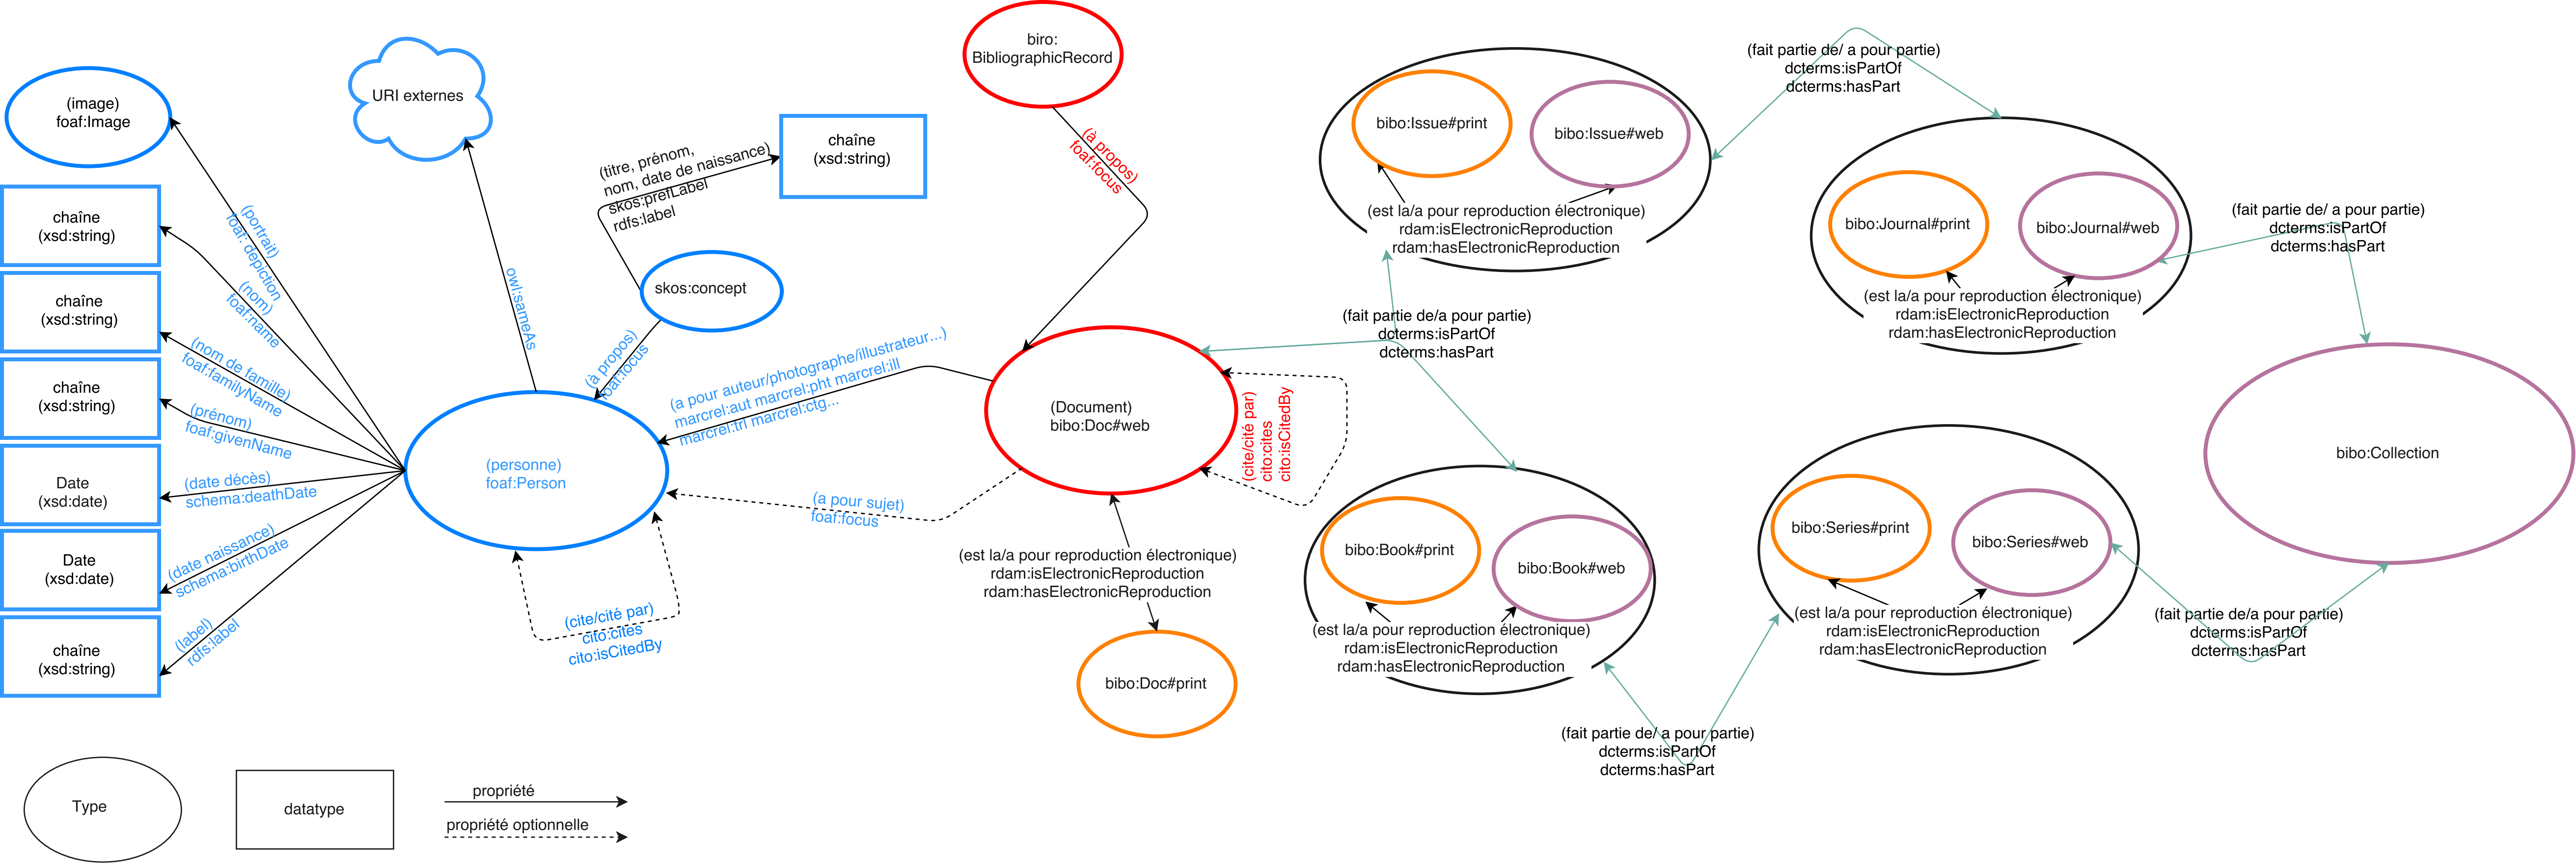 (image)
foaf:Image
chaîne
(xsd:string)
chaîne
(xsd:string)
chaîne
(xsd:string)
Date
(xsd:date)
Date
(xsd:date)
chaîne
(xsd:string)
(portrait)
foaf: depiction
(nom)
foaf:name
(nom de famille)
foaf:familyName
(prénom)
foaf:givenName
(date décès)
schema:deathDate
(date naissance)
schema:birthDate
(label)
rdfs:label
URI externes
owl:sameAs
(titre, prénom,
nom, date de naissance)
skos:prefLabel
rdfs:label
chaîne
(xsd:string)
skos:concept
(à propos)
foaf:focus
(personne)
foaf:Person
(cite/cité par)
cito:cites
cito:isCitedBy
(a pour auteur/photographe/illustrateur...)
marcrel:aut marcrel:pht marcrel:ill
marcrel:trl marcrel:ctg...
(a pour sujet)
foaf:focus
biro:
BibliographicRecord
(à propos)
foaf:focus
(Document)
bibo:Doc#web
(cite/cité par)
cito:cites
cito:isCitedBy
(est la/a pour reproduction électronique)
rdam:isElectronicReproduction
rdam:hasElectronicReproduction
bibo:Doc#print
bibo:Issue#print
bibo:Issue#web
(est la/a pour reproduction électronique)
rdam:isElectronicReproduction
rdam:hasElectronicReproduction
(fait partie de/a pour partie)
dcterms:isPartOf
dcterms:hasPart
bibo:Book#print
bibo:Book#web
(est la/a pour reproduction électronique)
rdam:isElectronicReproduction
rdam:hasElectronicReproduction
(fait partie de/ a pour partie)
dcterms:isPartOf
dcterms:hasPart
bibo:Journal#print
bibo:Journal#web
(est la/a pour reproduction électronique)
rdam:isElectronicReproduction
rdam:hasElectronicReproduction
(fait partie de/ a pour partie)
dcterms:isPartOf
dcterms:hasPart
bibo:Collection
bibo:Series#print
bibo:Series#web
(est la/a pour reproduction électronique)
rdam:isElectronicReproduction
rdam:hasElectronicReproduction
(fait partie de/a pour partie)
dcterms:isPartOf
dcterms:hasPart
(fait partie de/ a pour partie)
dcterms:isPartOf
dcterms:hasPart
Type
datatype
propriété
propriété optionnelle